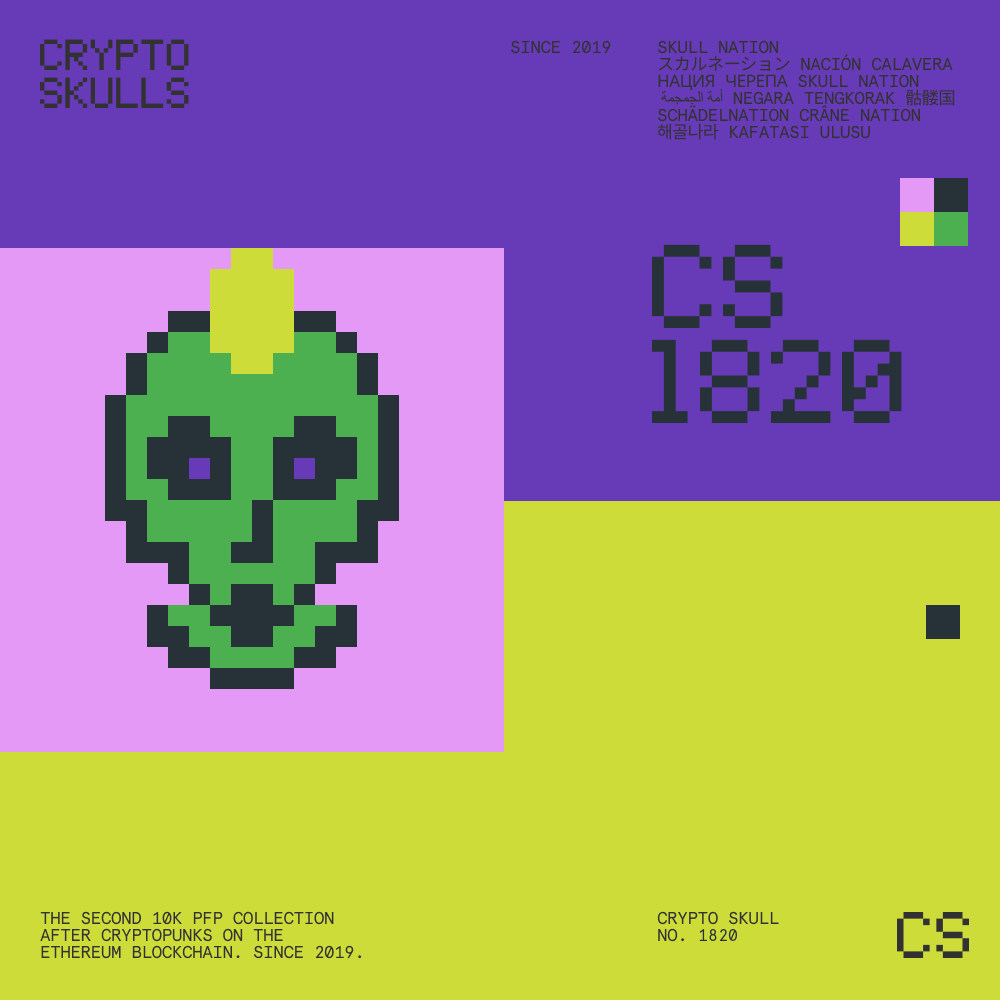 CRYPTO
SKULLS
SINCE 2019
SKULL NATION
スカルネーション NACIÓN CALAVERA
НАЦИЯ ЧЕРЕПА SKULL NATION
أمة الجمجمة NEGARA TENGKORAK 骷髅国
SCHÄDELNATION CRÂNE NATION
해골나라 KAFATASI ULUSU
CS
1820
THE SECOND 10K PFP COLLECTION
AFTER CRYPTOPUNKS ON THE
ETHEREUM BLOCKCHAIN. SINCE 2019.
CRYPTO SKULL
NO. 1820
CS